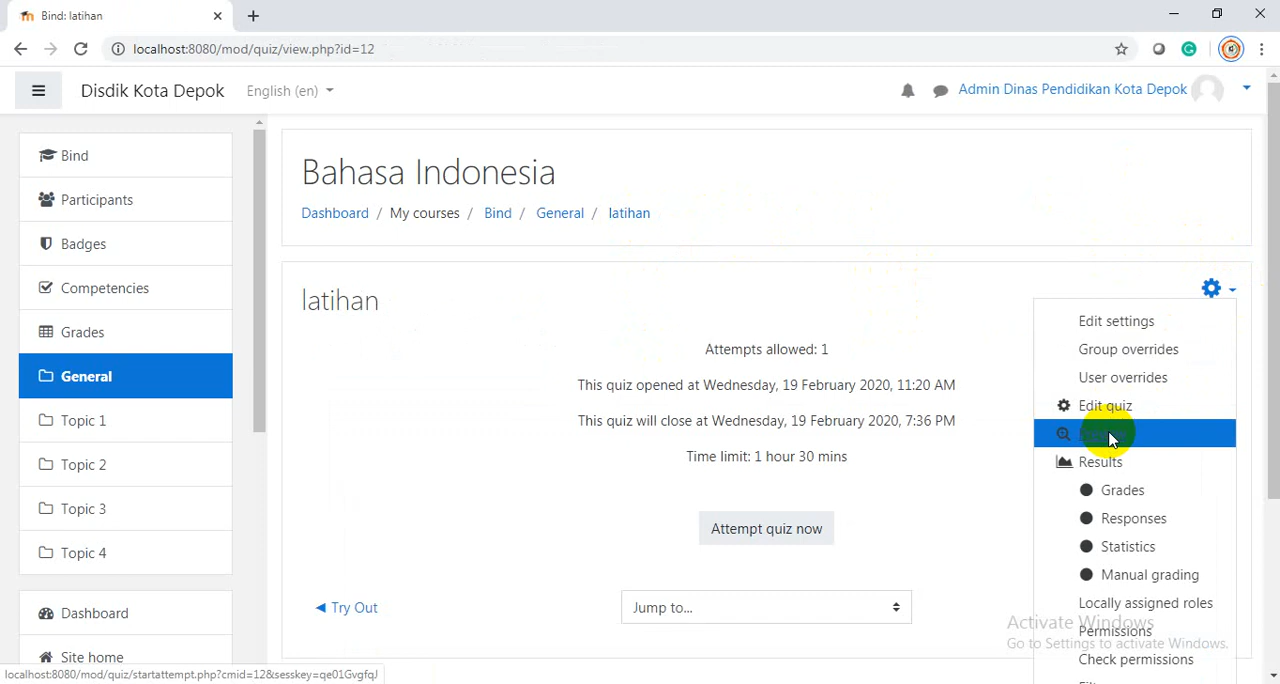 Bind: latihan
localhost:8080/mod/quiz/view.php?id=12
Disdik Kota Depok
English (en)
Admin Dinas Pendidikan Kota Depok
Bind
Participants
Badges
Competencies
Grades
General
Topic 1
Topic 2
Topic 3
Topic 4
Dashboard
Site home
Bahasa Indonesia
Dashboard / My courses / Bind / General / latihan
latihan
Attempts allowed: 1
This quiz opened at Wednesday, 19 February 2020, 11:20 AM
This quiz will close at Wednesday, 19 February 2020, 7:36 PM
Time limit: 1 hour 30 mins
Attempt quiz now
◀ Try Out
Jump to...
Edit settings
Group overrides
User overrides
Edit quiz
Results
Grades
Responses
Statistics
Manual grading
Locally assigned roles
Permissions
Check permissions
Activate Windows
Go to Settings to activate Windows.
localhost:8080/mod/quiz/startattempt.php?cmid=12&sesskey=qe01GvgfqJ